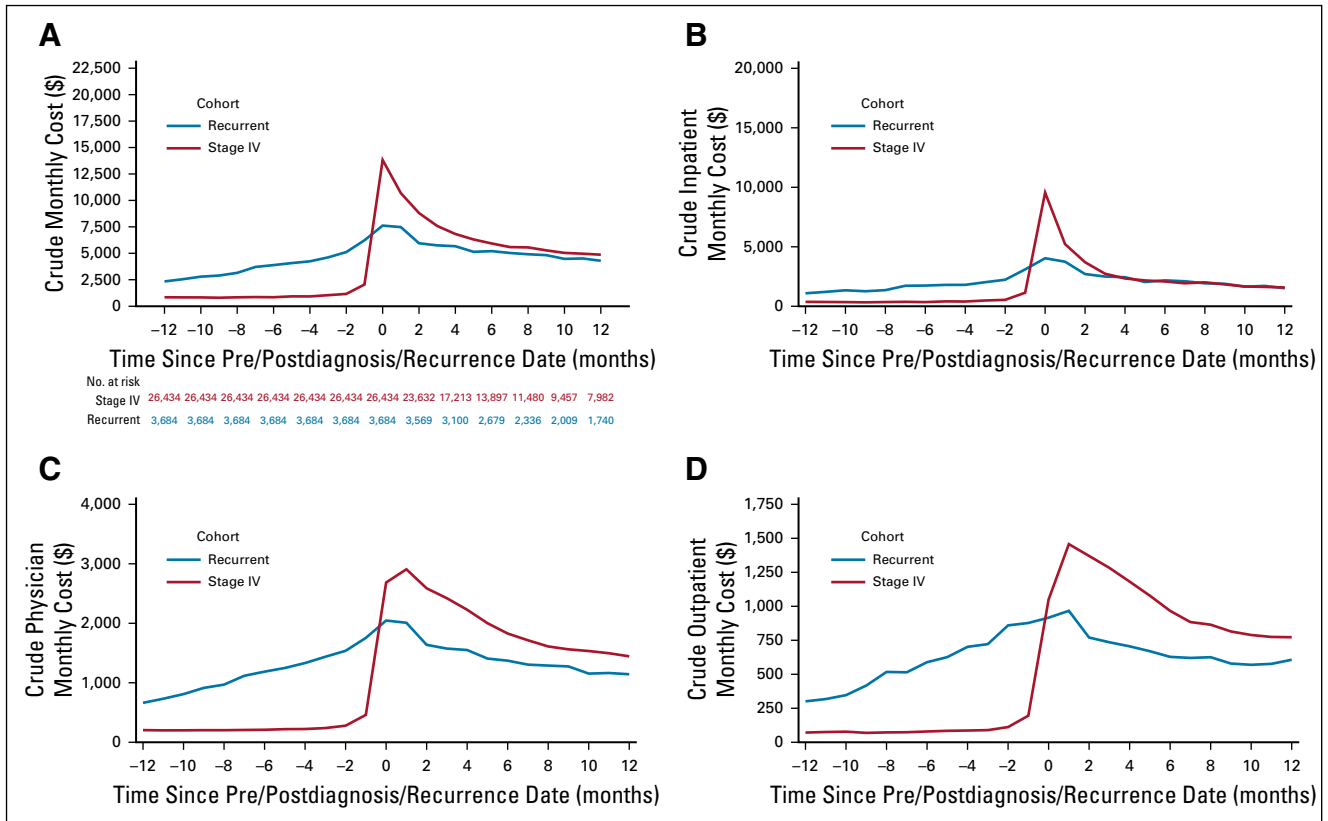 A
Crude Monthly Cost ($)
22,500
20,000
17,500
15,000
12,500
10,000
7,500
5,000
2,500
0
Cohort
Recurrent
Stage IV
−12 −10 −8 −6 −4 −2 0 2 4 6 8 10 12
Time Since Pre/Postdiagnosis/Recurrence Date (months)
No. at risk
Stage IV 26,434 26,434 26,434 26,434 26,434 26,434 26,434 23,632 17,213 13,897 11,480 9,457 7,982
Recurrent 3,684 3,684 3,684 3,684 3,684 3,684 3,684 3,569 3,100 2,679 2,336 2,009 1,740
B
Crude Inpatient
Monthly Cost ($)
20,000
15,000
10,000
5,000
0
Cohort
Recurrent
Stage IV
−12 −10 −8 −6 −4 −2 0 2 4 6 8 10 12
Time Since Pre/Postdiagnosis/Recurrence Date (months)
C
Crude Physician
Monthly Cost ($)
4,000
3,000
2,000
1,000
0
Cohort
Recurrent
Stage IV
−12 −10 −8 −6 −4 −2 0 2 4 6 8 10 12
Time Since Pre/Postdiagnosis/Recurrence Date (months)
D
Crude Outpatient
Monthly Cost ($)
1,750
1,500
1,250
1,000
750
500
250
0
Cohort
Recurrent
Stage IV
−12 −10 −8 −6 −4 −2 0 2 4 6 8 10 12
Time Since Pre/Postdiagnosis/Recurrence Date (months)